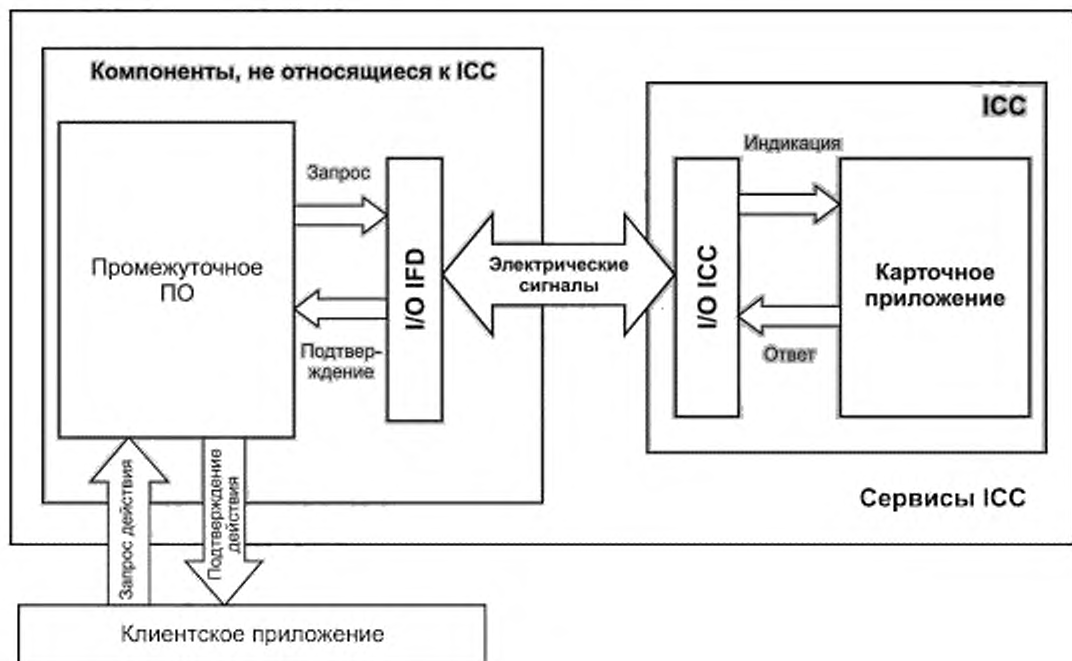 Компоненты, не относящиеся к ICC
ICC
Запрос
Индикация
Промежуточное
ПО
I/O IFD
Электрические
сигналы
I/O ICC
Карточное
приложение
Подтвер-
ждение
Ответ
Запрос действия
Подтверждение
действия
Сервисы ICC
Клиентское приложение